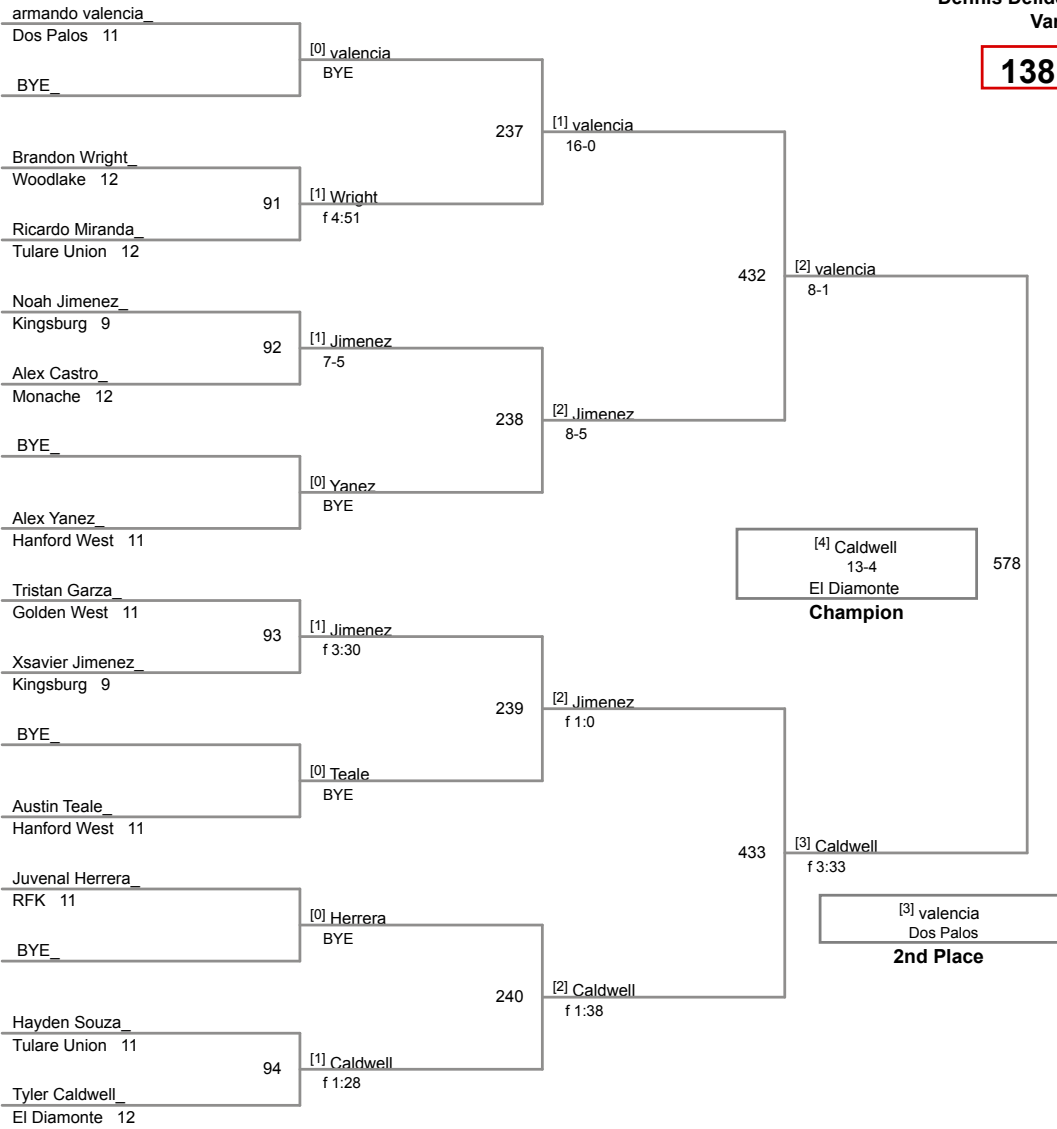 Var
138
armando valencia_
Dos Palos 11
[0] valencia
BYE
BYE_
237
[1] valencia
16-0
Brandon Wright_
Woodlake 12
91
[1] Wright
f 4:51
Ricardo Miranda_
Tulare Union 12
432
[2] valencia
8-1
Noah Jimenez_
Kingsburg 9
92
[1] Jimenez
7-5
Alex Castro_
Monache 12
238
[2] Jimenez
8-5
BYE_
[0] Yanez
BYE
Alex Yanez_
Hanford West 11
[4] Caldwell
13-4
El Diamonte
Champion
578
Tristan Garza_
Golden West 11
93
[1] Jimenez
f 3:30
Xsavier Jimenez_
Kingsburg 9
239
[2] Jimenez
f 1:0
BYE_
[0] Teale
BYE
Austin Teale_
Hanford West 11
433
[3] Caldwell
f 3:33
Juvenal Herrera_
RFK 11
[0] Herrera
BYE
BYE_
[3] valencia
Dos Palos
2nd Place
240
[2] Caldwell
f 1:38
Hayden Souza_
Tulare Union 11
94
[1] Caldwell
f 1:28
Tyler Caldwell_
El Diamonte 12